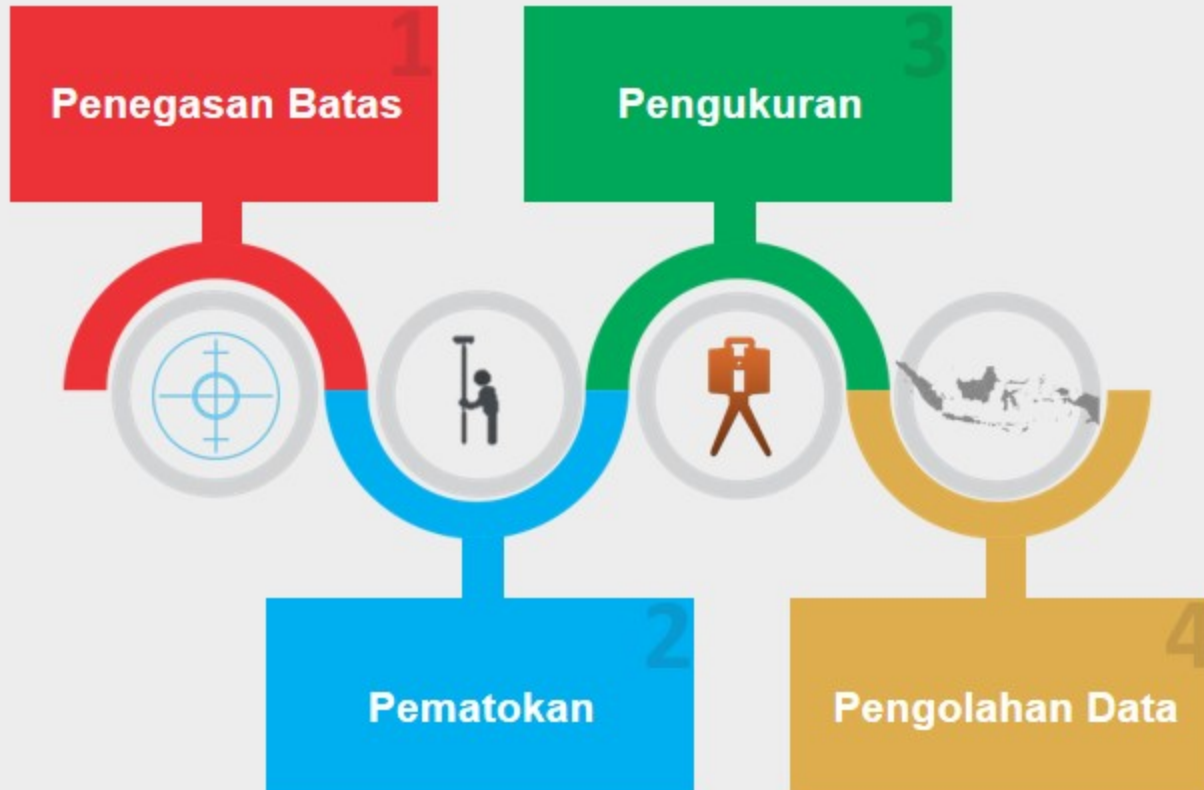 1
Penegasan Batas
2
Pematokan
3
Pengukuran
4
Pengolahan Data